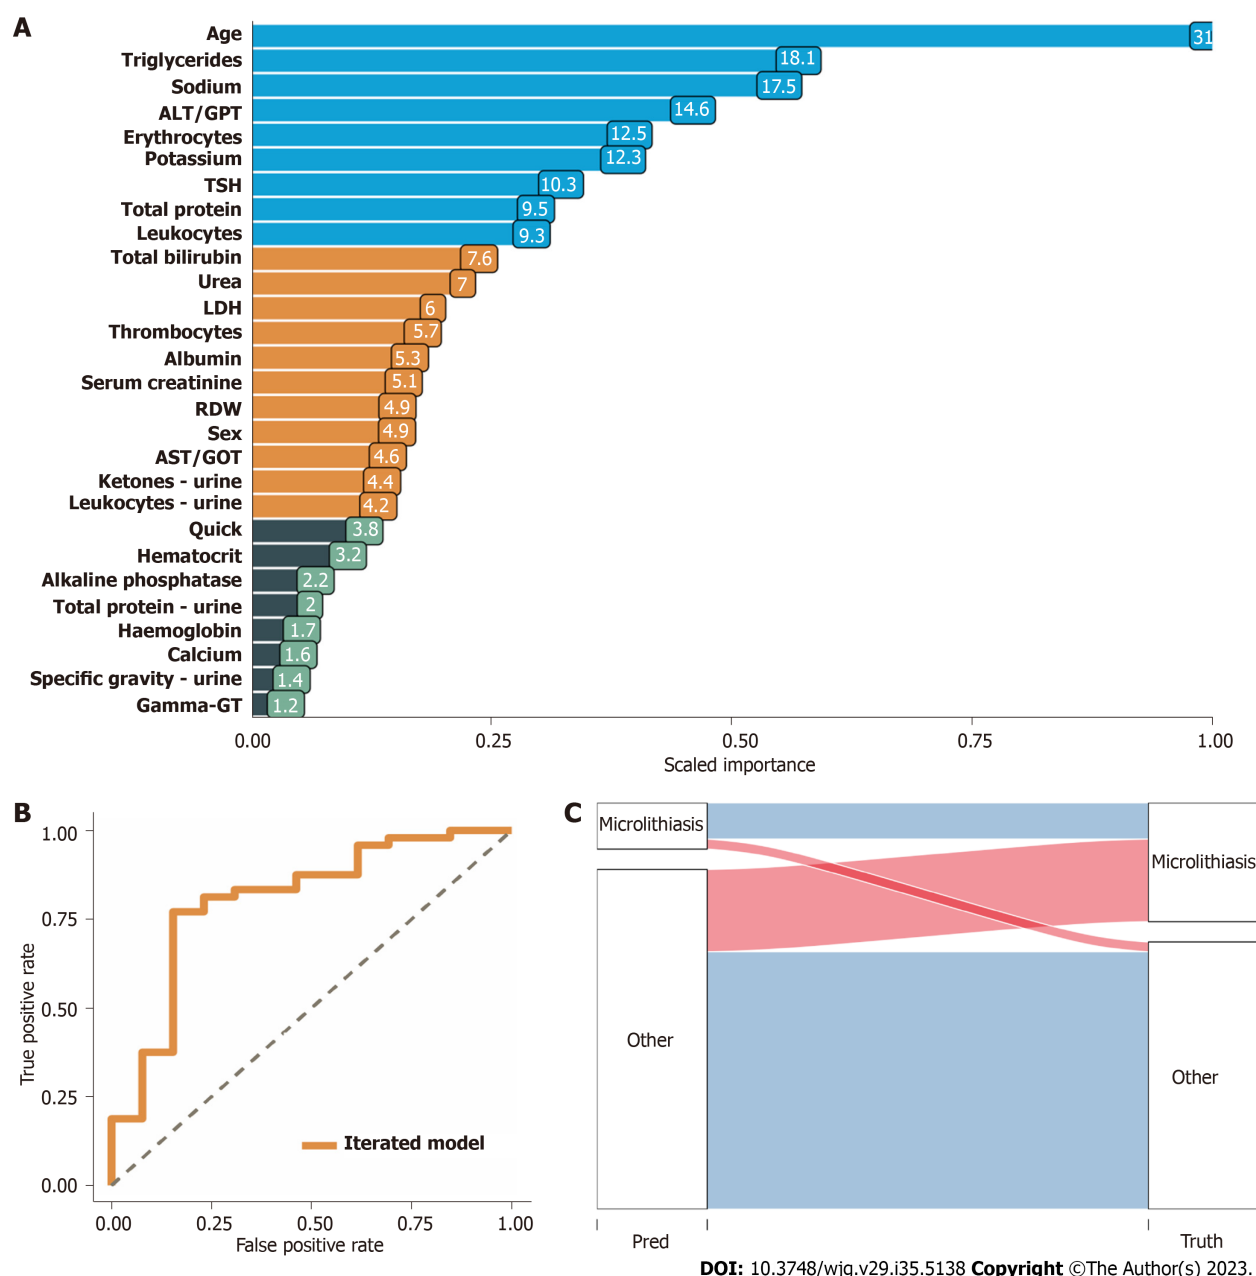 A
Age 31
Triglycerides 18.1
Sodium 17.5
ALT/GPT 14.6
Erythrocytes 12.5
Potassium 12.3
TSH 10.3
Total protein 9.5
Leukocytes 9.3
Total bilirubin 7.6
Urea 7
LDH 6
Thrombocytes 5.7
Albumin 5.3
Serum creatinine 5.1
RDW 4.9
Sex 4.9
AST/GOT 4.6
Ketones - urine 4.4
Leukocytes - urine 4.2
Quick 3.8
Hematocrit 3.2
Alkaline phosphatase 2.2
Total protein - urine 2
Haemoglobin 1.7
Calcium 1.6
Specific gravity - urine 1.4
Gamma-GT 1.2
0.00 0.25 0.50 0.75 1.00
Scaled importance
B
True positive rate
1.00
0.75
0.50
0.25
0.00
Iterated model
0.00 0.25 0.50 0.75 1.00
False positive rate
C
Microlithiasis
Other
Microlithiasis
Other
Pred Truth
DOI: 10.3748/wjg.v29.i35.5138 Copyright ©The Author(s) 2023.